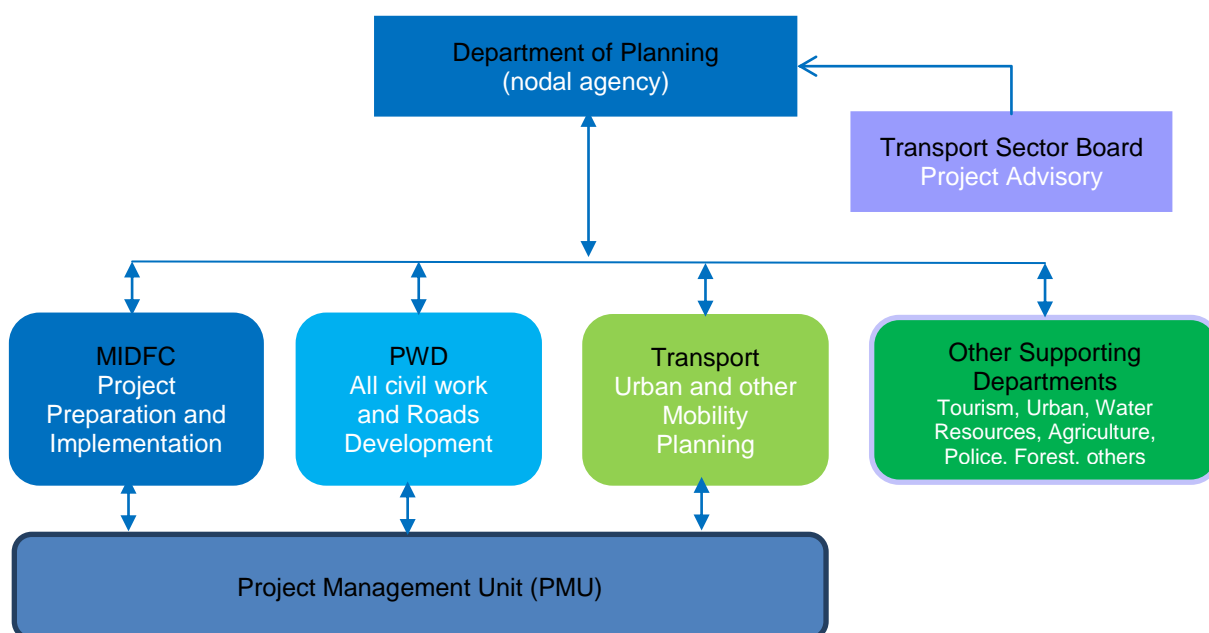 Department of Planning
(nodal agency)
Transport Sector Board
Project Advisory
MIDFC
Project
Preparation and
Implementation
PWD
All civil work
and Roads
Development
Transport
Urban and other
Mobility
Planning
Other Supporting
Departments
Tourism, Urban, Water
Resources, Agriculture,
Police. Forest. others
Project Management Unit (PMU)